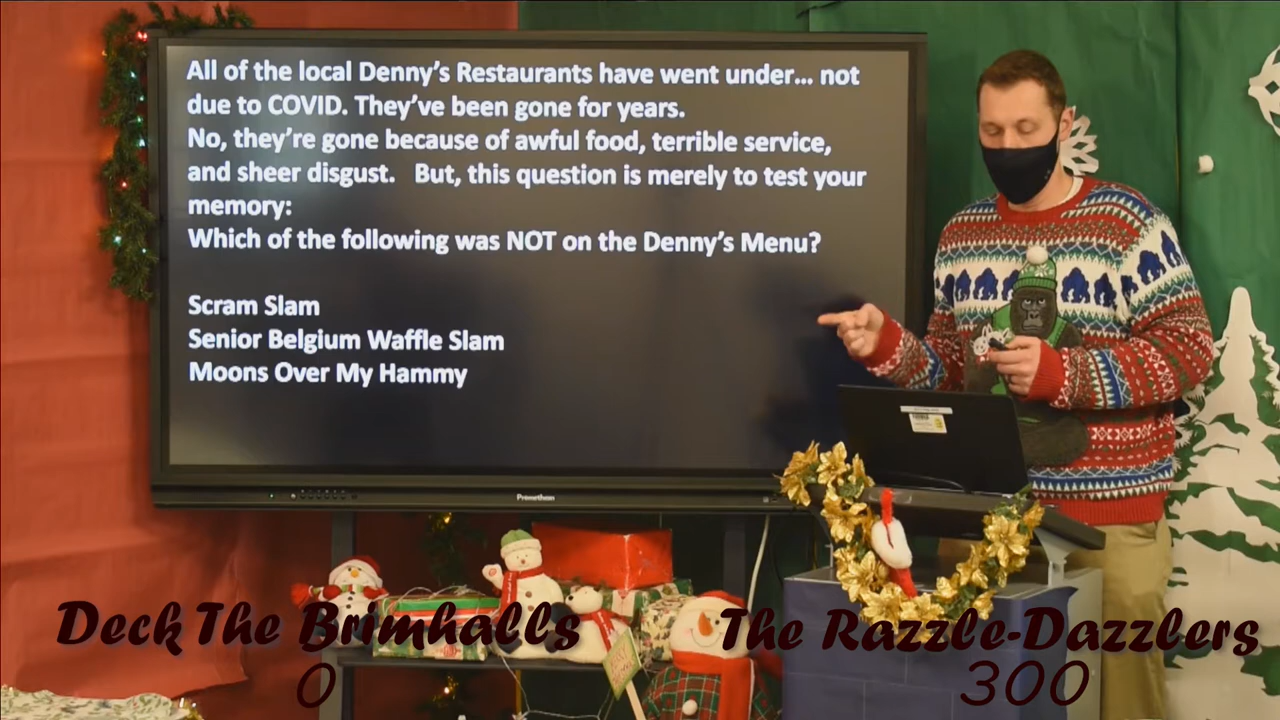 All of the local Denny's Restaurants have went under... not
due to COVID. They've been gone for years.
No, they're gone because of awful food, terrible service,
and sheer disgust. But, this question is merely to test your
memory:
Which of the following was NOT on the Denny's Menu?
Scram Slam
Senior Belgium Waffle Slam
Moons Over My Hammy
Promethean
Deck The Brimhalls
0
The Razzle-Dazzlers
300